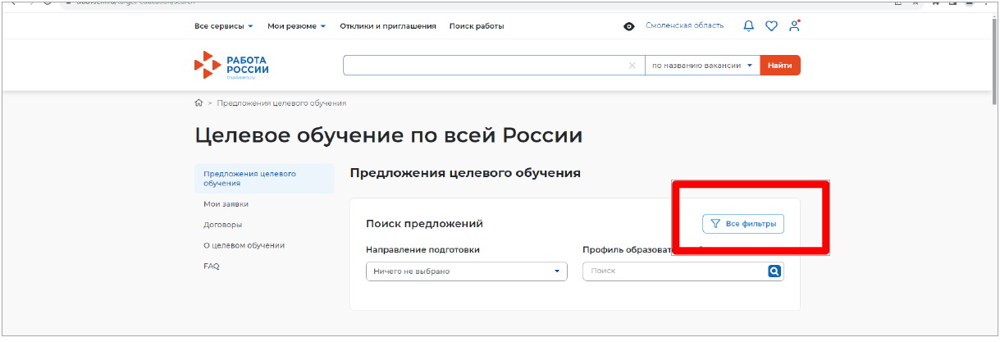 Все сервисы
Мои резюме
Отклики и приглашения
Поиск работы
Смоленская область
РАБОТА
РОССИИ
trudvsem.ru
по названию вакансии
Найти
> Предложения целевого обучения
Целевое обучение по всей России
Предложения целевого
обучения
Мои заявки
Договоры
О целевом обучении
FAQ
Предложения целевого обучения
Поиск предложений
Все фильтры
Направление подготовки
Ничего не выбрано
Профиль
Поиск